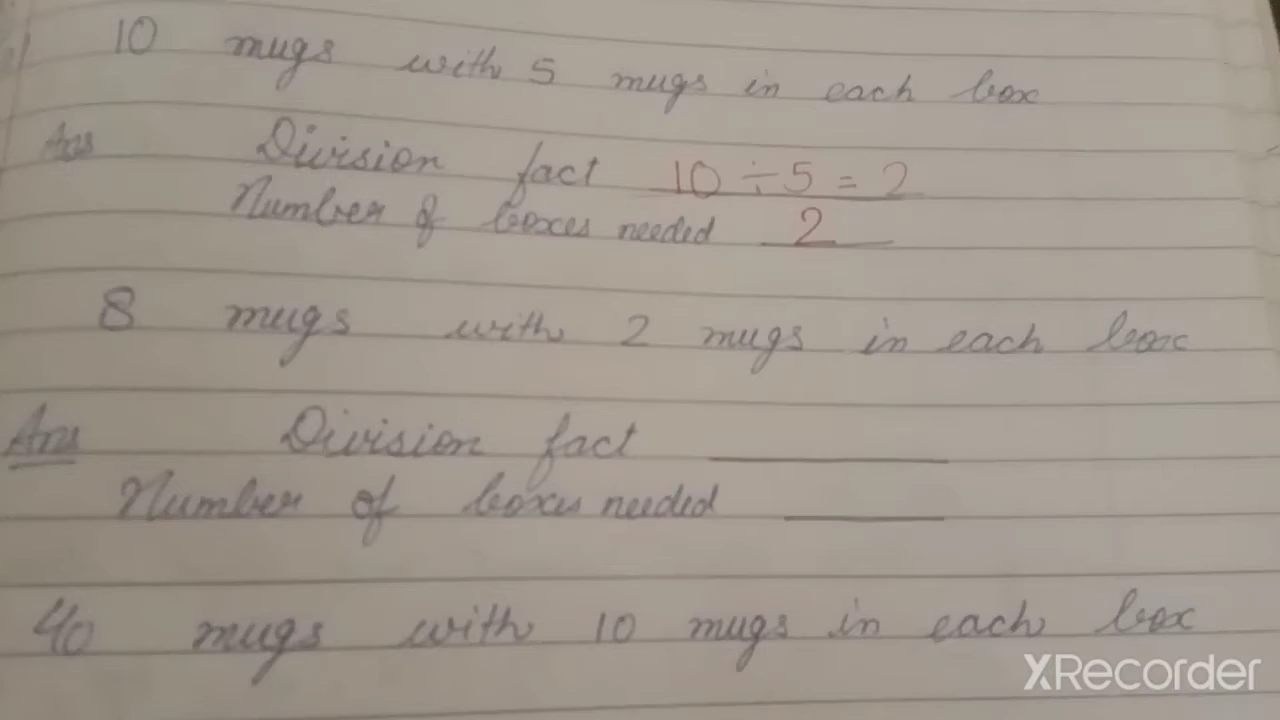 10 mugs with 5 mugs in each box
Ans Division fact 10 ÷ 5 = 2
Number of boxes needed 2
8 mugs with 2 mugs in each box
Ans Division fact
Number of boxes needed
40 mugs with 10 mugs in each box
XRecorder